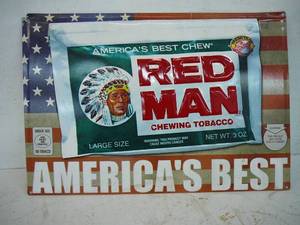 AMERICA'S BEST CHEW
RED
MAN
CHEWING TOBACCO
LARGE SIZE
NET WT. 3 OZ.
AMERICA'S BEST